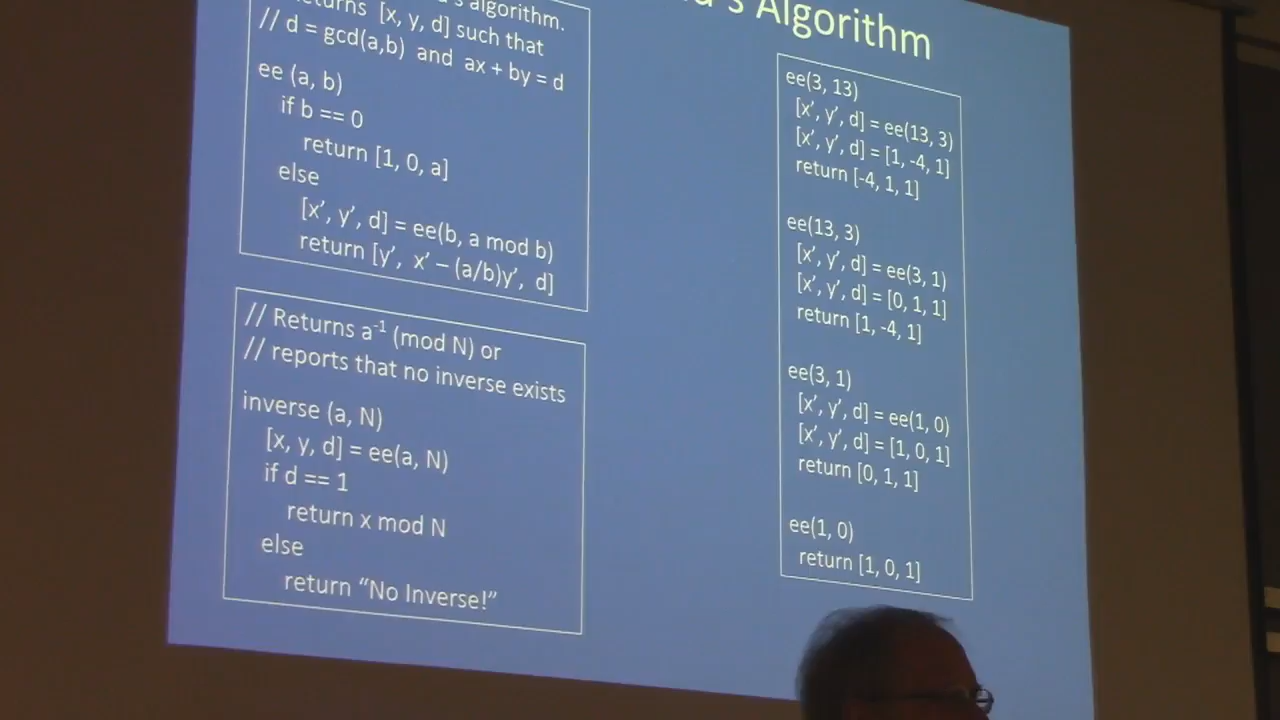 's Algorithm
[x, y, d] such that
's algorithm.
// d = gcd(a,b) and ax + by = d
ee (a, b)
if b == 0
return [1, 0, a]
else
[x’, y’, d] = ee(b, a mod b)
return [y’, x’ – (a/b)y’, d]
// Returns a⁻¹ (mod N) or
// reports that no inverse exists
inverse (a, N)
[x, y, d] = ee(a, N)
if d == 1
return x mod N
else
return “No Inverse!”
ee(3, 13)
[x’, y’, d] = ee(13, 3)
[x’, y’, d] = [1, -4, 1]
return [-4, 1, 1]
ee(13, 3)
[x’, y’, d] = ee(3, 1)
[x’, y’, d] = [0, 1, 1]
return [1, -4, 1]
ee(3, 1)
[x’, y’, d] = ee(1, 0)
[x’, y’, d] = [1, 0, 1]
return [0, 1, 1]
ee(1, 0)
return [1, 0, 1]